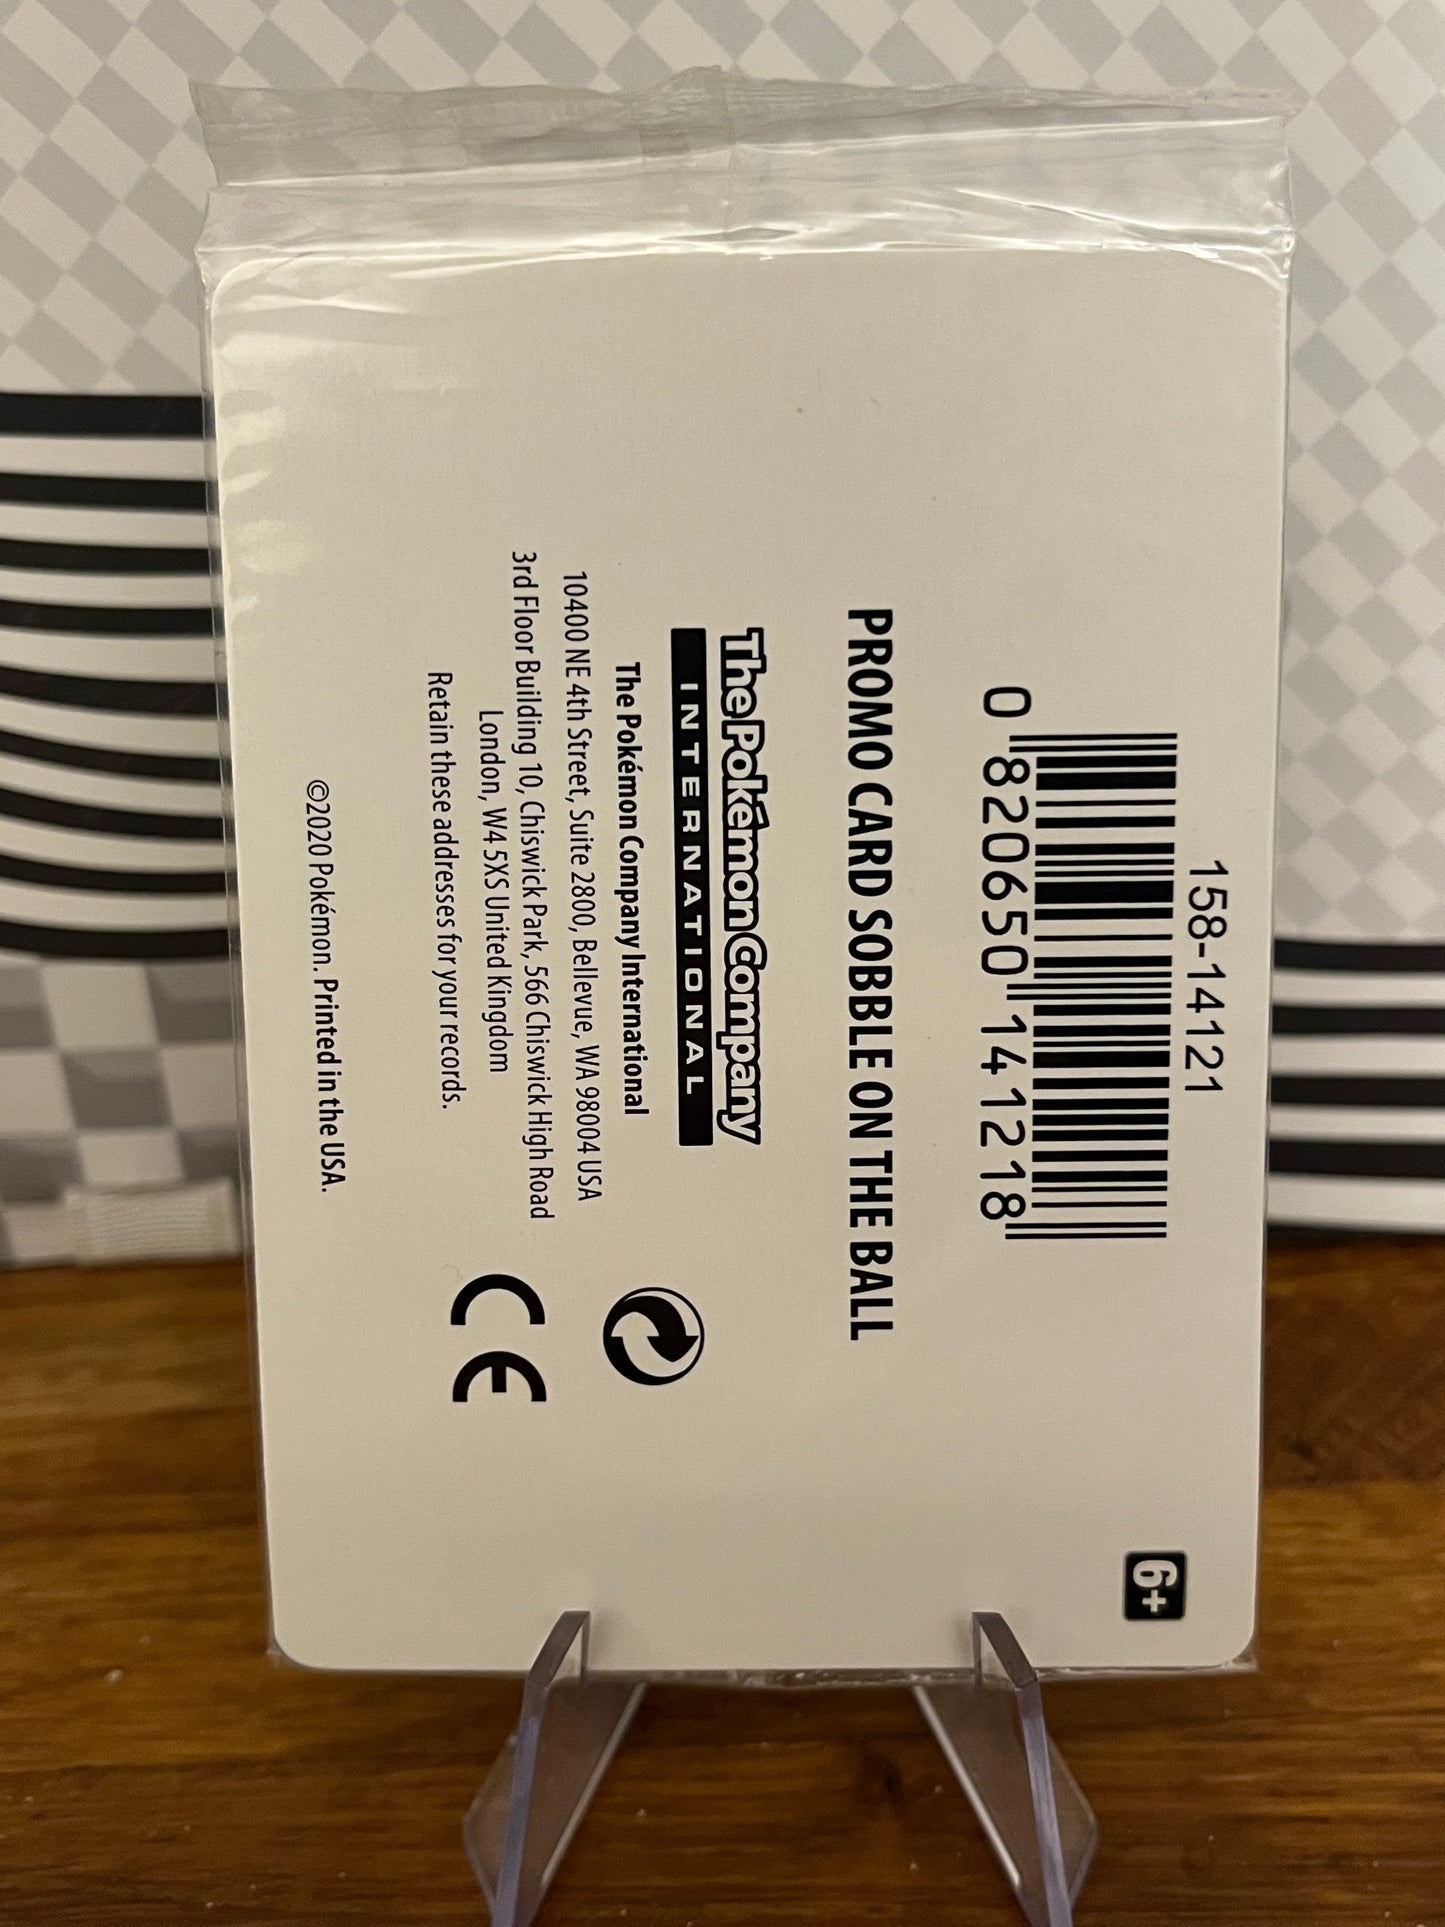 158-14121
0 820650 141218
6+
PROMO CARD SOBBLE ON THE BALL
The Pokémon Company
INTERNATIONAL
The Pokémon Company International
10400 NE 4th Street, Suite 2800, Bellevue, WA 98004 USA
3rd Floor Building 10, Chiswick Park, 566 Chiswick High Road
London, W4 5XS United Kingdom
Retain these addresses for your records.
CE
©2020 Pokémon. Printed in the USA.